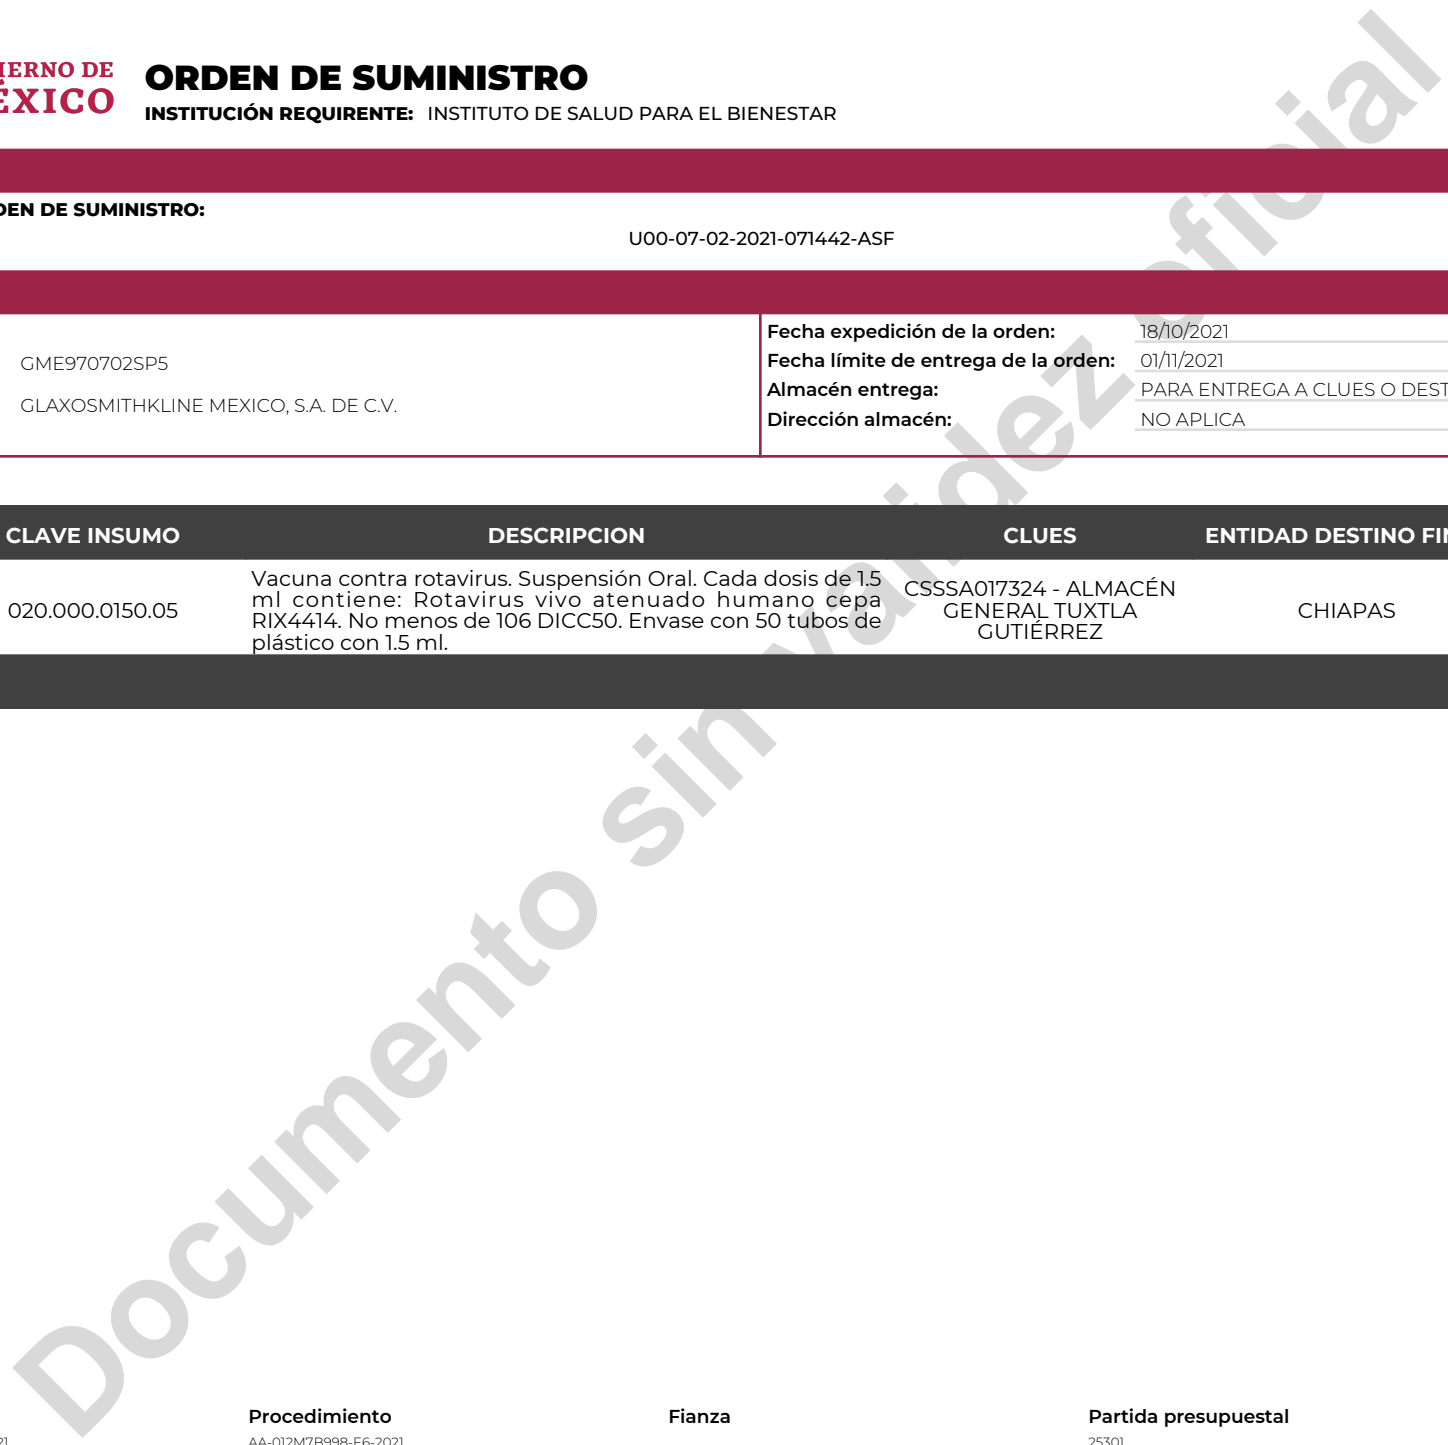 ORDEN DE SUMINISTRO
INSTITUCIÓN REQUIRENTE: INSTITUTO DE SALUD PARA EL BIENESTAR
DE SUMINISTRO:
U00-07-02-2021-071442-ASF
GME970702SP5
GLAXOSMITHKLINE MEXICO, S.A. DE C.V.
Fecha expedición de la orden: 18/10/2021
Fecha límite de entrega de la orden: 01/11/2021
Almacén entrega: PARA ENTREGA A CLUES O DEST
Dirección almacén: NO APLICA
CLAVE INSUMO DESCRIPCION CLUES ENTIDAD DESTINO
020.000.0150.05
Vacuna contra rotavirus. Suspensión Oral. Cada dosis de 1.5
ml contiene: Rotavirus vivo atenuado humano cepa
RIX4414. No menos de 106 DICC50. Envase con 50 tubos de
plástico con 1.5 ml.
CSSSA017324 - ALMACÉN
GENERAL TUXTLA
GUTIÉRREZ
CHIAPAS
Documento sin validez oficial
Procedimiento Fianza Partida presupuestal
AA-012M7B998-E6-2021 25301